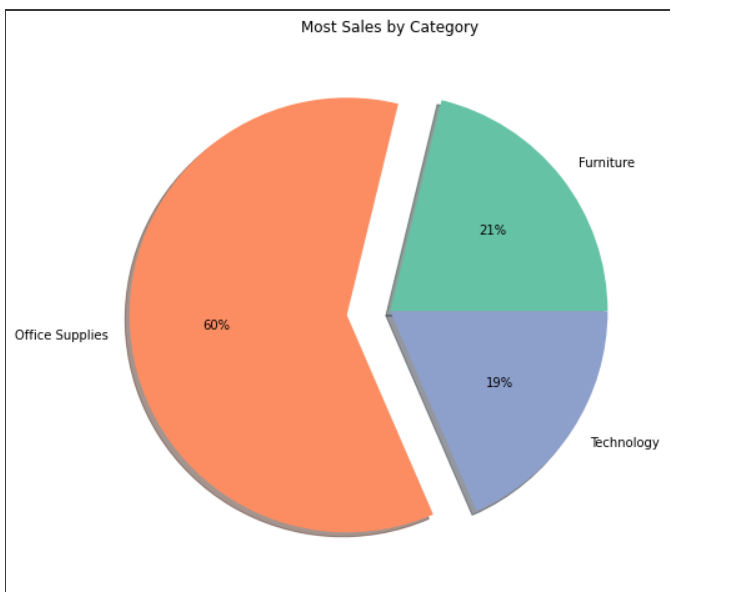 Most Sales by Category
Furniture
21%
60%
Office Supplies
19%
Technology